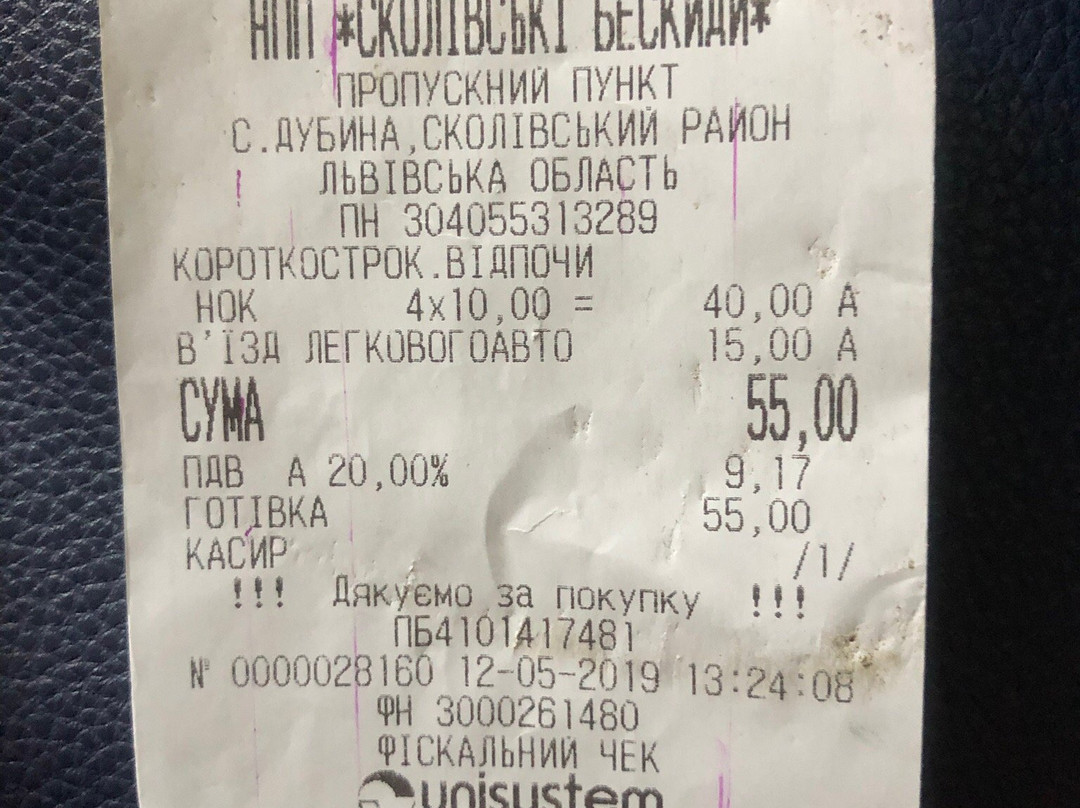 НПП *СКОЛІВСЬКІ БЕСКИДИ*
ПРОПУСКНИЙ ПУНКТ
С.ДУБИНА,СКОЛІВСЬКИЙ РАЙОН
ЛЬВІВСЬКА ОБЛАСТЬ
ПН 304055313289
КОРОТКОСТРОК.ВІДПОЧИ
НОК 4x10,00 = 40,00 А
В'ЇЗД ЛЕГКОВОГОАВТО 15,00 А
СУМА 55,00
ПДВ А 20,00% 9,17
ГОТІВКА 55,00
КАСИР /1/
!!! Дякуємо за покупку !!!
ПБ4101417481
№ 0000028160 12-05-2019 13:24:08
ФН 3000261480
ФІСКАЛЬНИЙ ЧЕК
unisystem